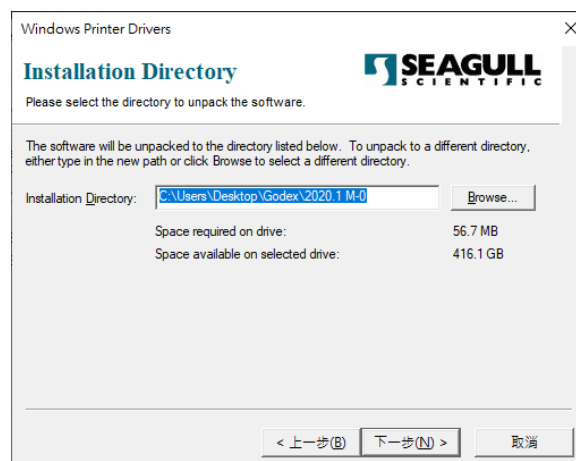 Windows Printer Drivers
Installation Directory
SEAGULL
SCIENTIFIC
Please select the directory to unpack the software.
The software will be unpacked to the directory listed below. To unpack to a different directory,
either type in the new path or click Browse to select a different directory.
Installation Directory: C:\Users\Desktop\Godex\2020.1 M-0 Browse...
Space required on drive: 56.7 MB
Space available on selected drive: 416.1 GB
< 上一步(B) 下一步(N) > 取消